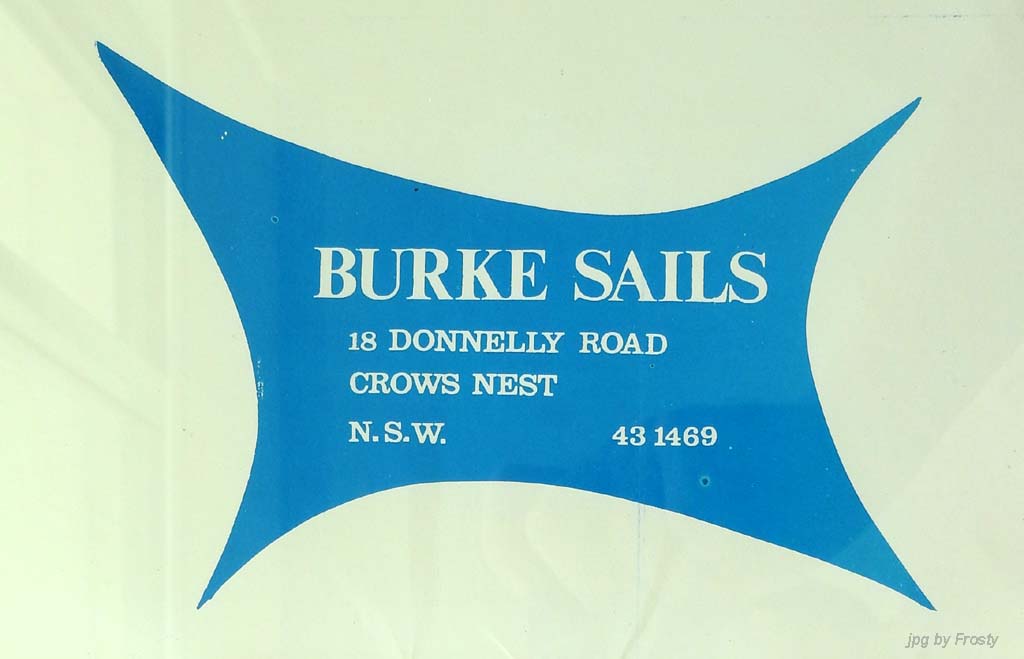 BURKE SAILS
18 DONNELLY ROAD
CROWS NEST
N.S.W. 43 1469
jpg by Frosty